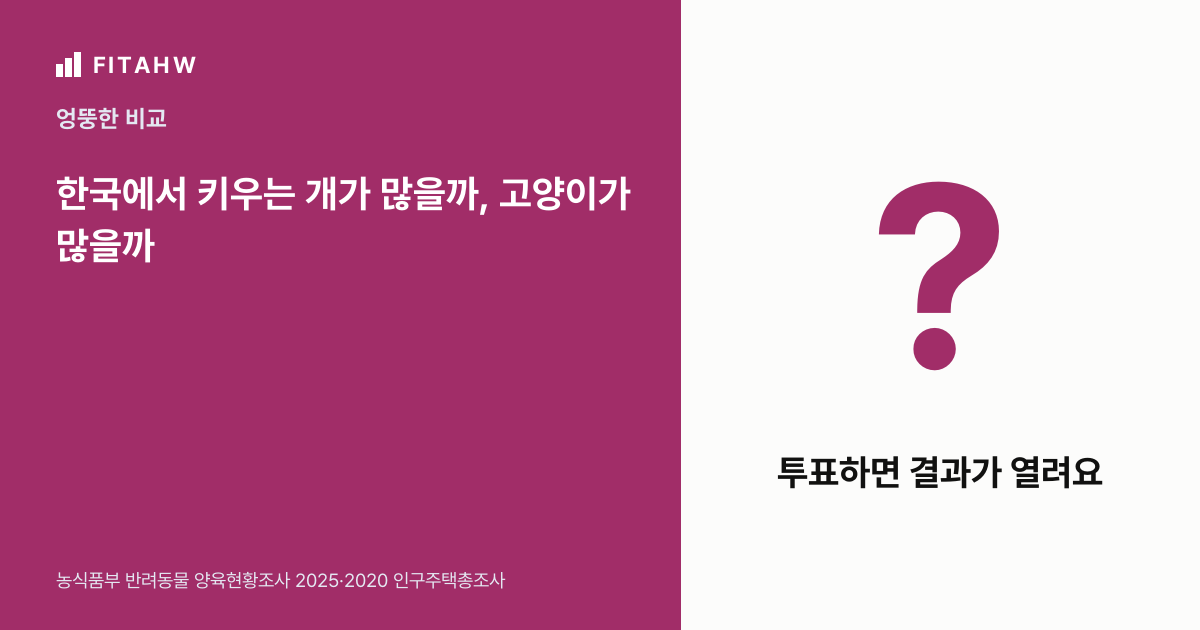 FITAHW
엉뚱한 비교
한국에서 키우는 개가 많을까, 고양이가
많을까
농식품부 반려동물 양육현황조사 2025·2020 인구주택총조사
?
투표하면 결과가 열려요